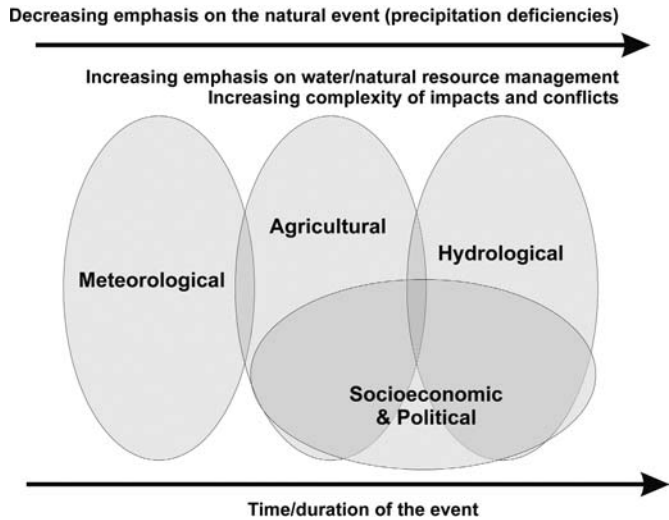 Decreasing emphasis on the natural event (precipitation deficiencies)
Increasing emphasis on water/natural resource management
Increasing complexity of impacts and conflicts
Agricultural
Hydrological
Meteorological
Socioeconomic
& Political
Time/duration of the event